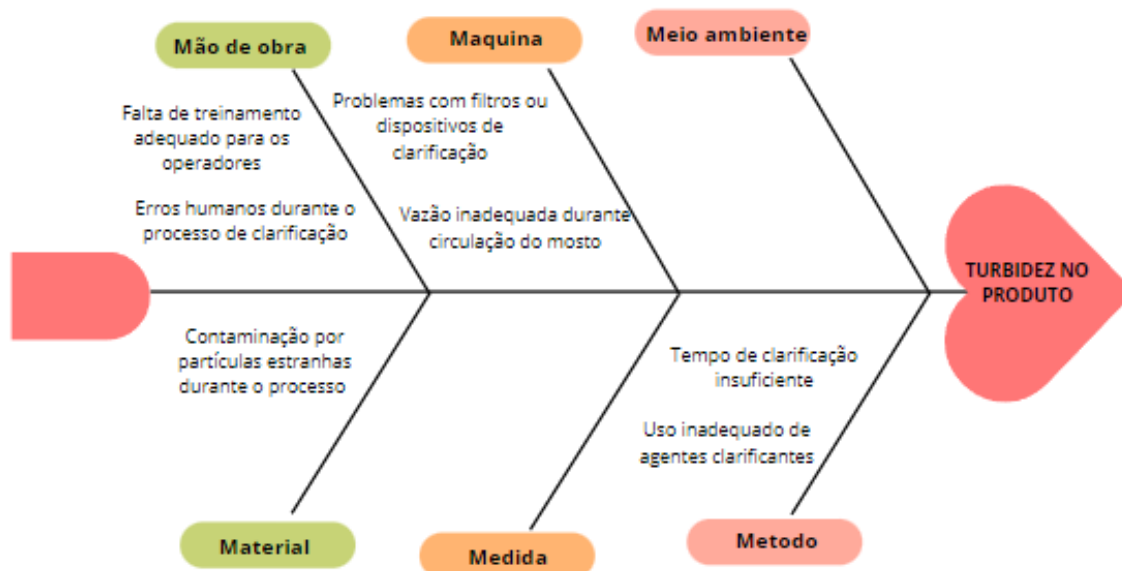 Mão de obra
Maquina
Meio ambiente
Falta de treinamento
adequado para os
operadores
Problemas com filtros ou
dispositivos de
clarificação
Erros humanos durante o
processo de clarificação
Vazão inadequada durante
circulação do mosto
TURBIDEZ NO
PRODUTO
Contaminação por
partículas estranhas
durante o processo
Tempo de clarificação
insuficiente
Uso inadequado de
agentes clarificantes
Material
Medida
Metodo